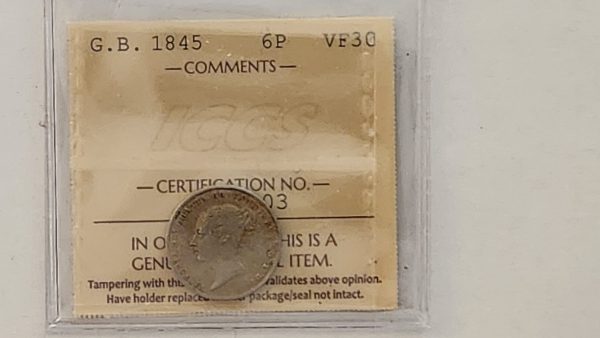 G.B. 1845 6P VF30
—COMMENTS—
ICCS
—CERTIFICATION NO.—
03
IN O HIS IS A
GENU L ITEM.
Tampering with th validates above opinion.
Have holder replace package/seal not intact.